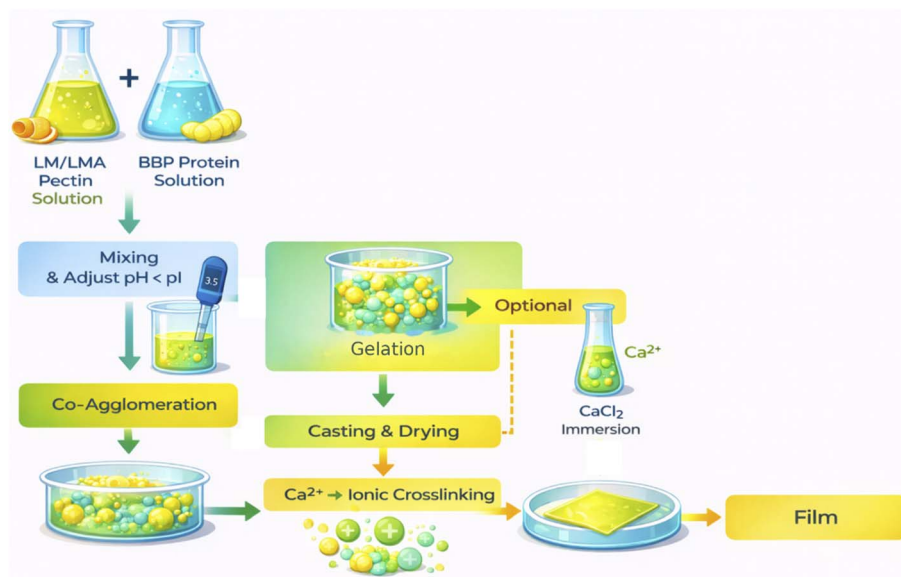 +
LM/LMA
Pectin
Solution
BBP Protein
Solution
Mixing
& Adjust pH < pI
3.5
Co-Agglomeration
Gelation
Optional
Ca²⁺
CaCl₂
Immersion
Casting & Drying
Ca²⁺ → Ionic Crosslinking
+
+
+
Film